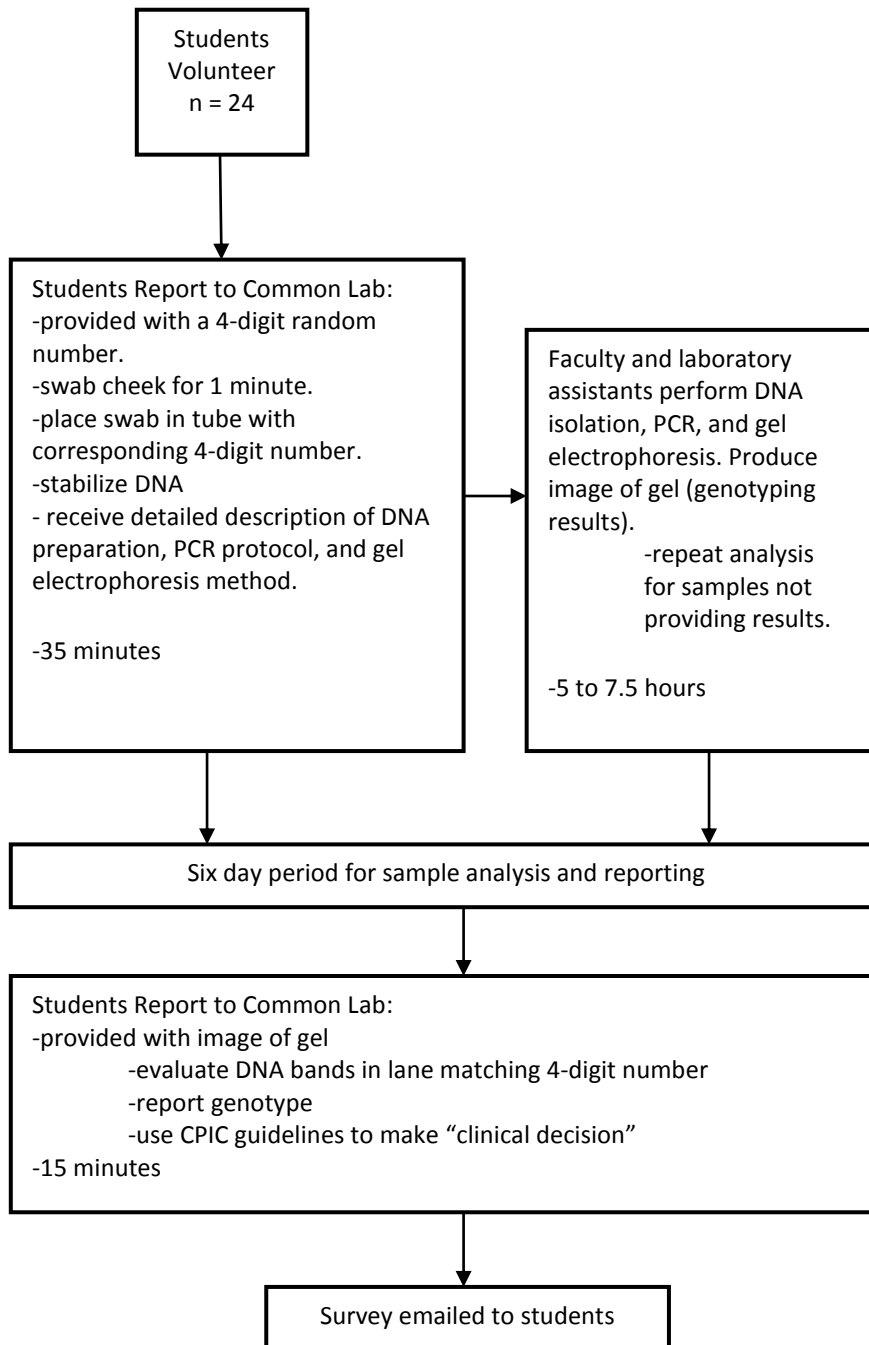 Students
Volunteer
n = 24
Students Report to Common Lab:
-provided with a 4-digit random
number.
-swab cheek for 1 minute.
-place swab in tube with
corresponding 4-digit number.
-stabilize DNA
- receive detailed description of DNA
preparation, PCR protocol, and gel
electrophoresis method.
-35 minutes
Faculty and laboratory
assistants perform DNA
isolation, PCR, and gel
electrophoresis. Produce
image of gel (genotyping
results).
-repeat analysis
for samples not
providing results.
-5 to 7.5 hours
Six day period for sample analysis and reporting
Students Report to Common Lab:
-provided with image of gel
-evaluate DNA bands in lane matching 4-digit number
-report genotype
-use CPIC guidelines to make “clinical decision”
-15 minutes
Survey emailed to students